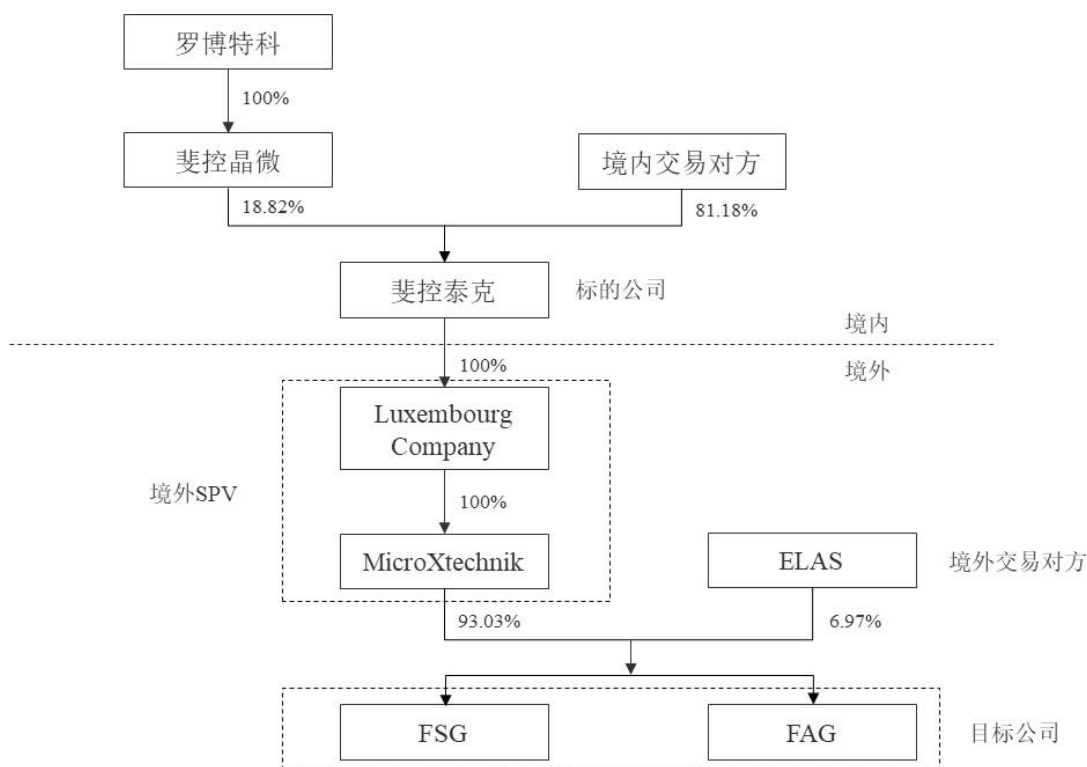 罗博特科
100%
斐控晶微
境内交易对方
18.82%
81.18%
斐控泰克
标的公司
境内
100%
境外
Luxembourg
Company
境外SPV
100%
MicroXtechnik
ELAS
境外交易对方
93.03%
6.97%
FSG
FAG
目标公司